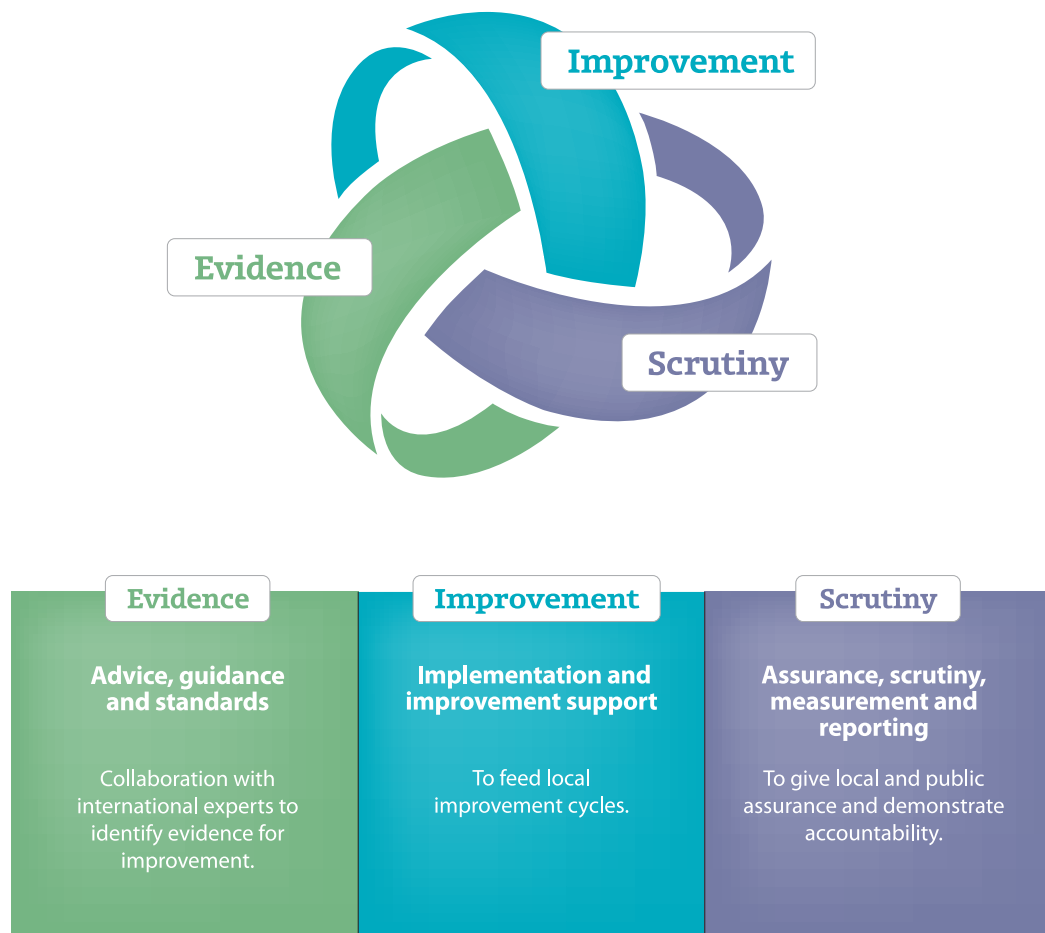 Improvement
Evidence
Scrutiny
Evidence
Advice, guidance
and standards
Collaboration with
international experts to
identify evidence for
improvement.
Improvement
Implementation and
improvement support
To feed local
improvement cycles.
Scrutiny
Assurance, scrutiny,
measurement and
reporting
To give local and public
assurance and demonstrate
accountability.